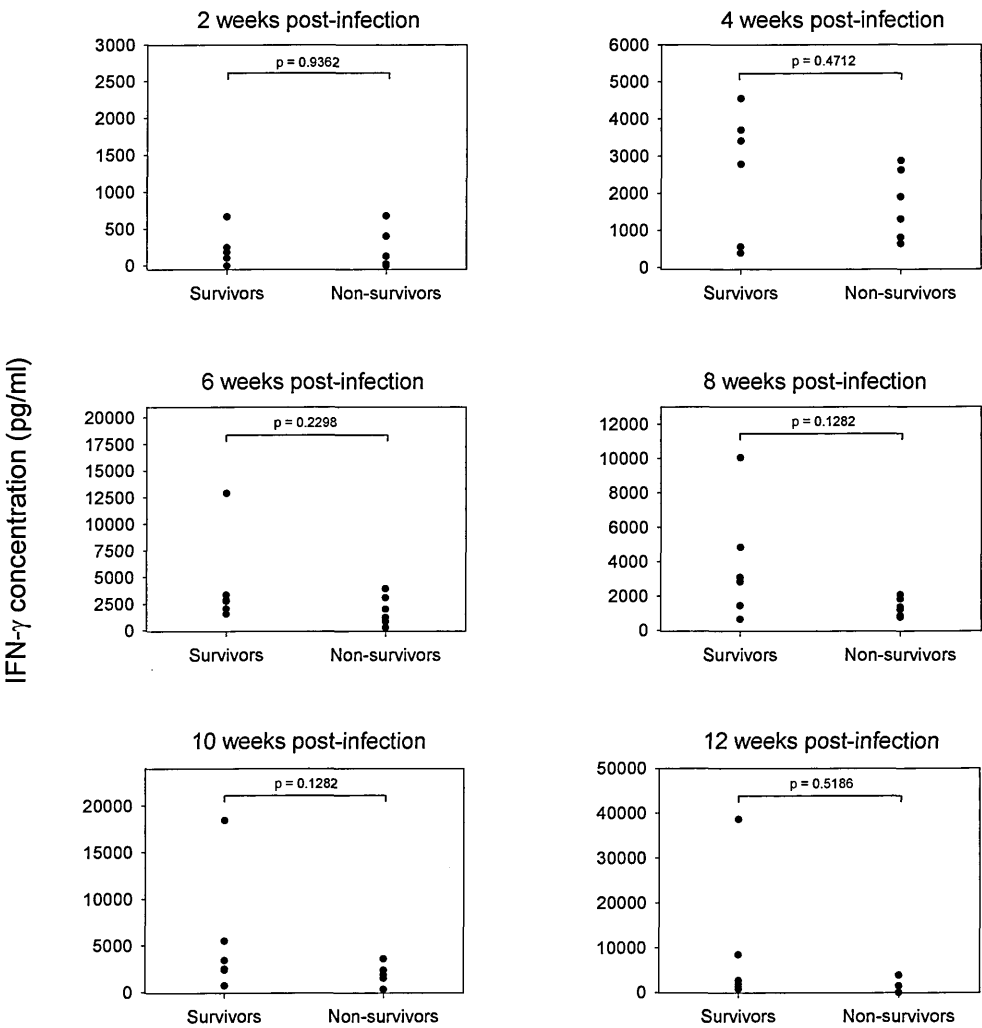 IFN-γ concentration (pg/ml)
2 weeks post-infection
3000
2500
2000
1500
1000
500
0
p = 0.9362
Survivors
Non-survivors
4 weeks post-infection
6000
5000
4000
3000
2000
1000
0
p = 0.4712
Survivors
Non-survivors
6 weeks post-infection
20000
17500
15000
12500
10000
7500
5000
2500
0
p = 0.2298
Survivors
Non-survivors
8 weeks post-infection
12000
10000
8000
6000
4000
2000
0
p = 0.1282
Survivors
Non-survivors
10 weeks post-infection
20000
15000
10000
5000
0
p = 0.1282
Survivors
Non-survivors
12 weeks post-infection
50000
40000
30000
20000
10000
0
p = 0.5186
Survivors
Non-survivors